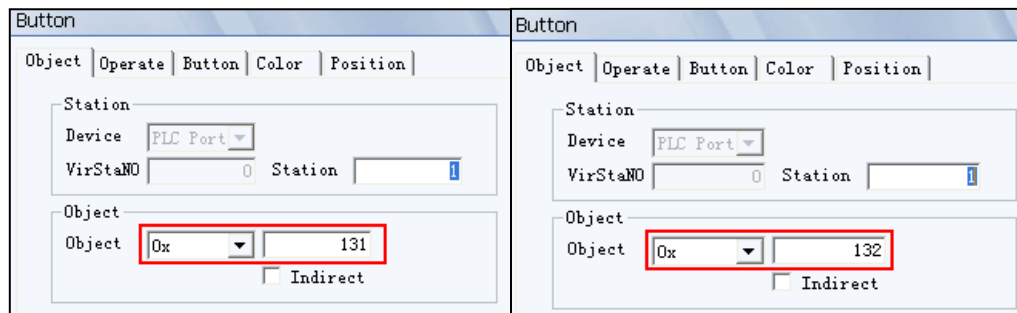 Button
Object Operate Button Color Position
Station
Device PLC Port
VirStaNO 0 Station 1
Object
Object 0x 131
Indirect
Button
Object Operate Button Color Position
Station
Device PLC Port
VirStaNO 0 Station 1
Object
Object 0x 132
Indirect